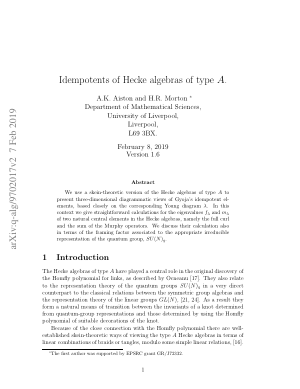 Idempotents of Hecke algebras of type A.
A.K. Aiston and H.R. Morton *
Department of Mathematical Sciences,
University of Liverpool,
Liverpool,
L69 3BX.
February 8, 2019
Version 1.6
Abstract
We use a skein-theoretic version of the Hecke algebras of type A to
present three-dimensional diagrammatic views of Gyoja's idempotent el-
ements, based closely on the corresponding Young diagram λ. In this
context we give straightforward calculations for the eigenvalues f_λ and m_λ
of two natural central elements in the Hecke algebras, namely the full curl
and the sum of the Murphy operators. We discuss their calculation also
in terms of the framing factor associated to the appropriate irreducible
representation of the quantum group, SU(N)_q.
1 Introduction
The Hecke algebras of type A have played a central role in the original discovery of
the Homfly polynomial for links, as described by Ocneanu [17]. They also relate
to the representation theory of the quantum groups SU(N)_q in a very direct
counterpart to the classical relations between the symmetric group algebras and
the representation theory of the linear groups GL(N), [21, 24]. As a result they
form a natural means of transition between the invariants of a knot determined
from quantum-group representations and those determined by using the Homfly
polynomial of suitable decorations of the knot.
Because of the close connection with the Homfly polynomial there are well-
established skein-theoretic ways of viewing the type A Hecke algebras in terms of
linear combinations of braids or tangles, modulo some simple linear relations, [16].
*The first author was supported by EPSRC grant GR/J72332.
1
arXiv:q-alg/9702017v2 7 Feb 2019